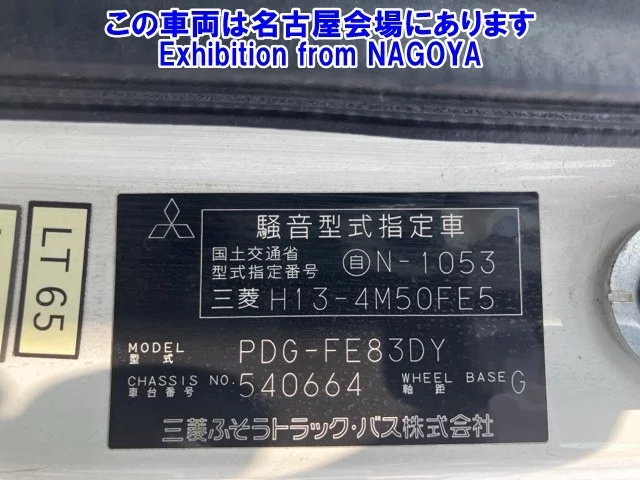 この車両は名古屋会場にあります
Exhibition from NAGOYA
LT 65
騒音型式指定車
国土交通省
型式指定番号 自 N-1053
三菱 H13-4M50FE5
MODEL
型式 PDG-FE83DY
CHASSIS NO. 540664 WHEEL BASE G
車台番号 軸距
三菱ふそうトラック・バス株式会社